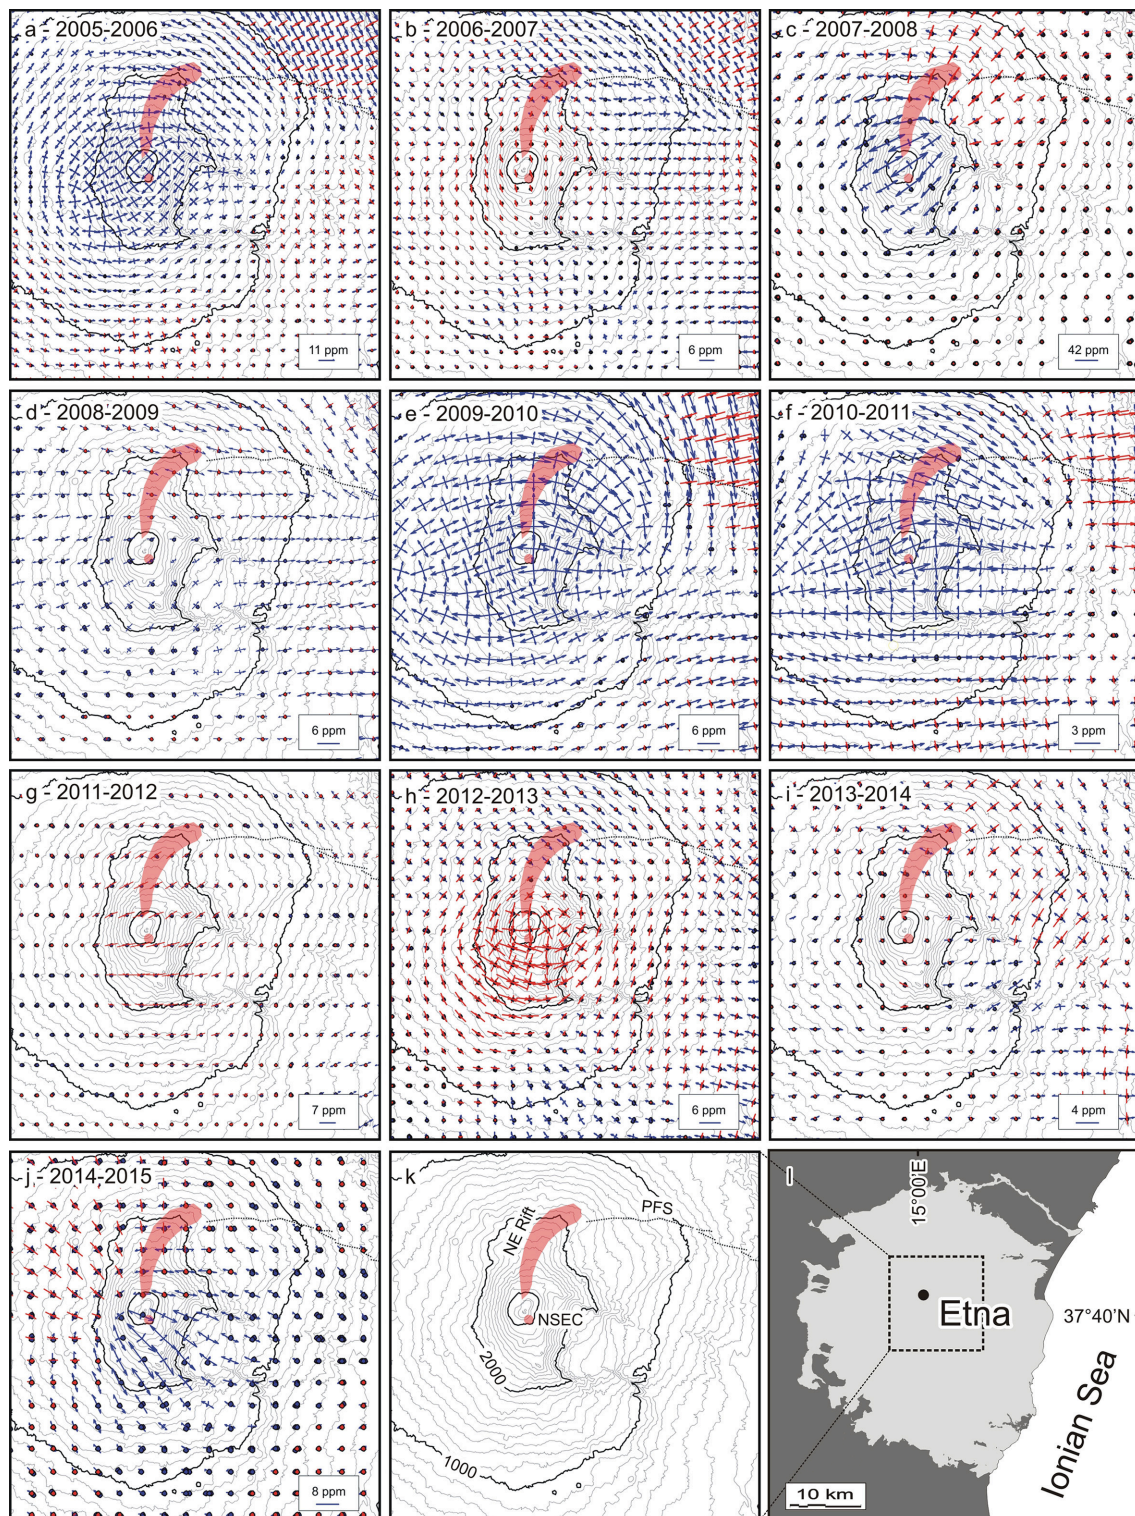 a - 2005-2006
11 ppm
b - 2006-2007
6 ppm
c - 2007-2008
42 ppm
d - 2008-2009
6 ppm
e - 2009-2010
6 ppm
f - 2010-2011
3 ppm
g - 2011-2012
7 ppm
h - 2012-2013
6 ppm
i - 2013-2014
4 ppm
j - 2014-2015
8 ppm
k
NE Rift
PFS
NSEC
2000
1000
l
15°00'E
Etna
37°40'N
Ionian Sea
10 km